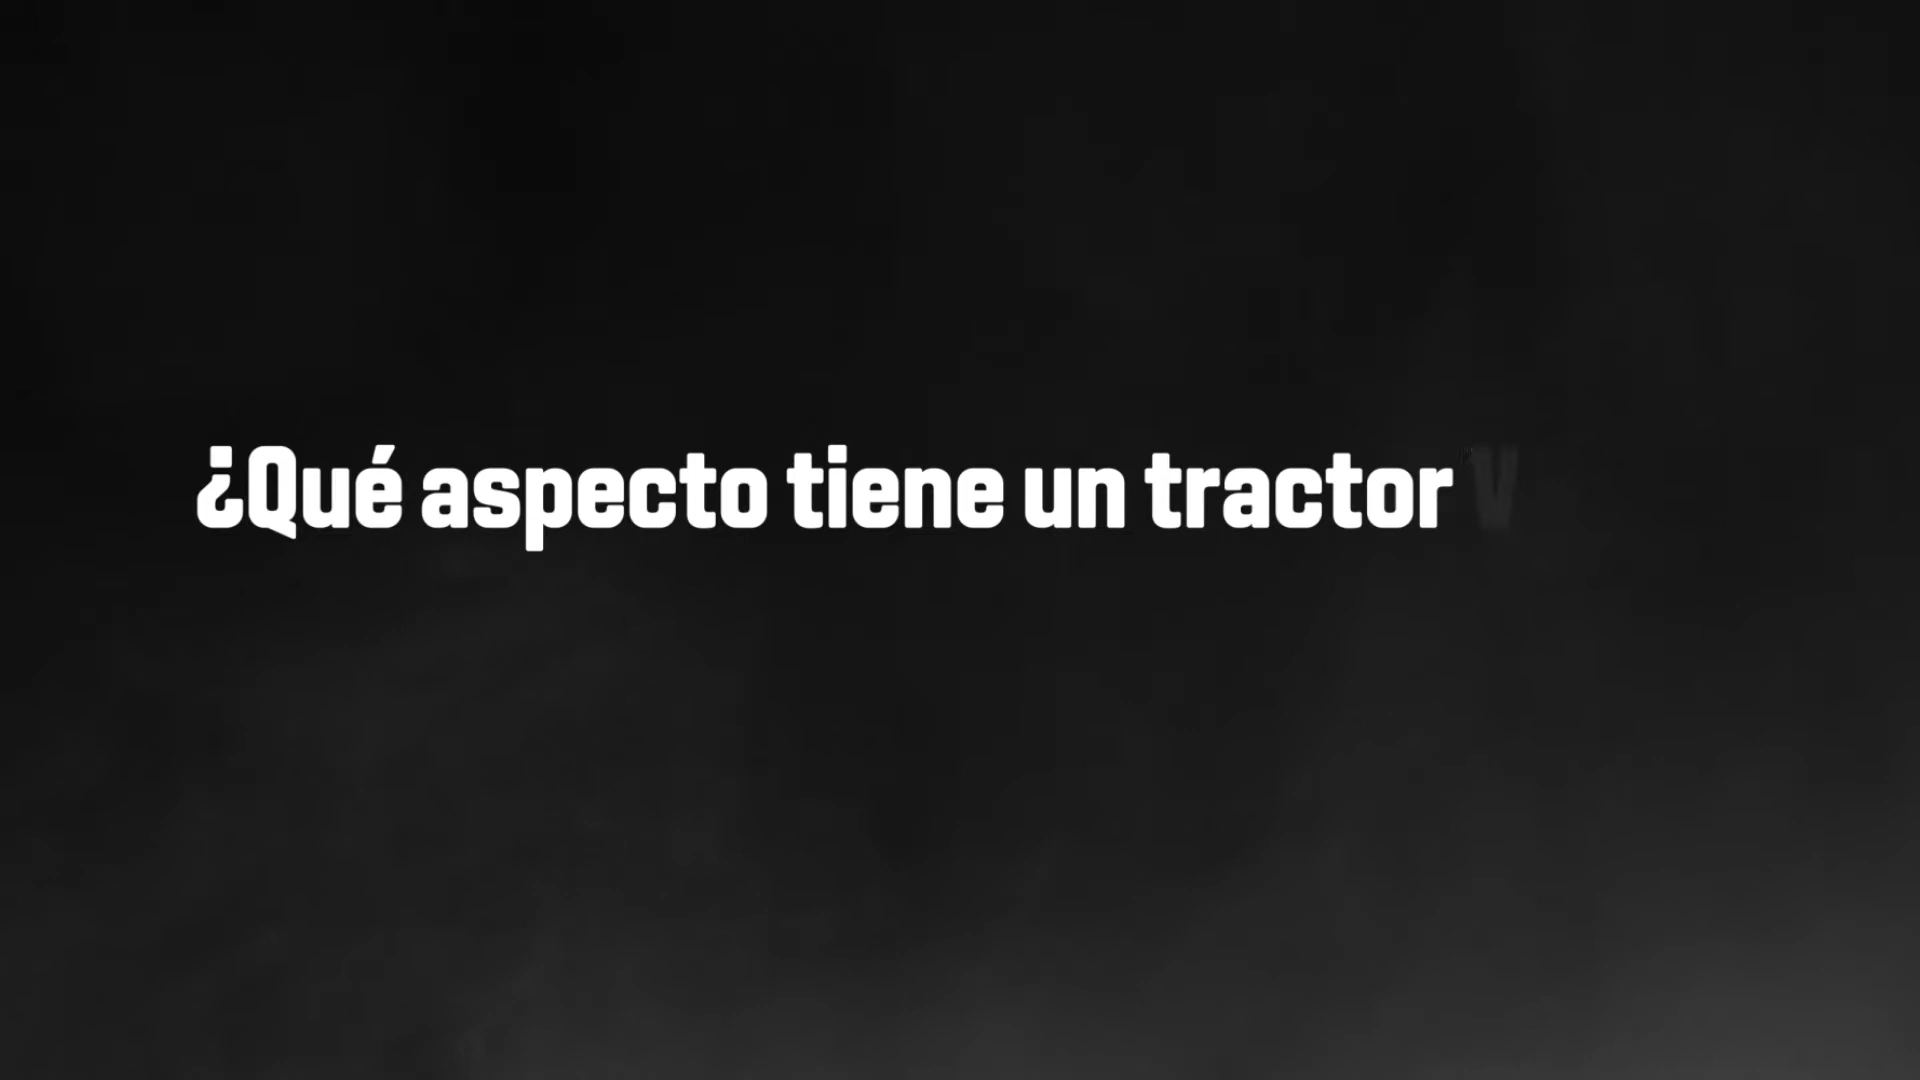 ¿Qué aspecto tiene un tractor